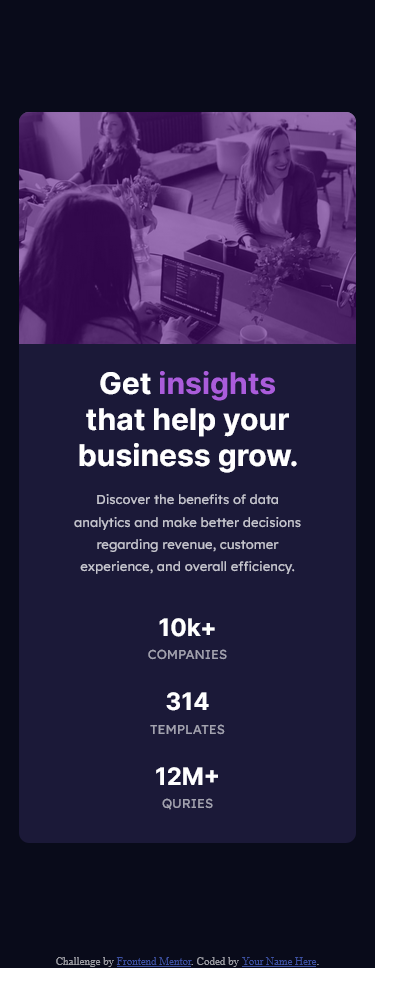 Get insights
that help your
business grow.
Discover the benefits of data
analytics and make better decisions
regarding revenue, customer
experience, and overall efficiency.
10k+
COMPANIES
314
TEMPLATES
12M+
QURIES
Challenge by Frontend Mentor. Coded by Your Name Here.